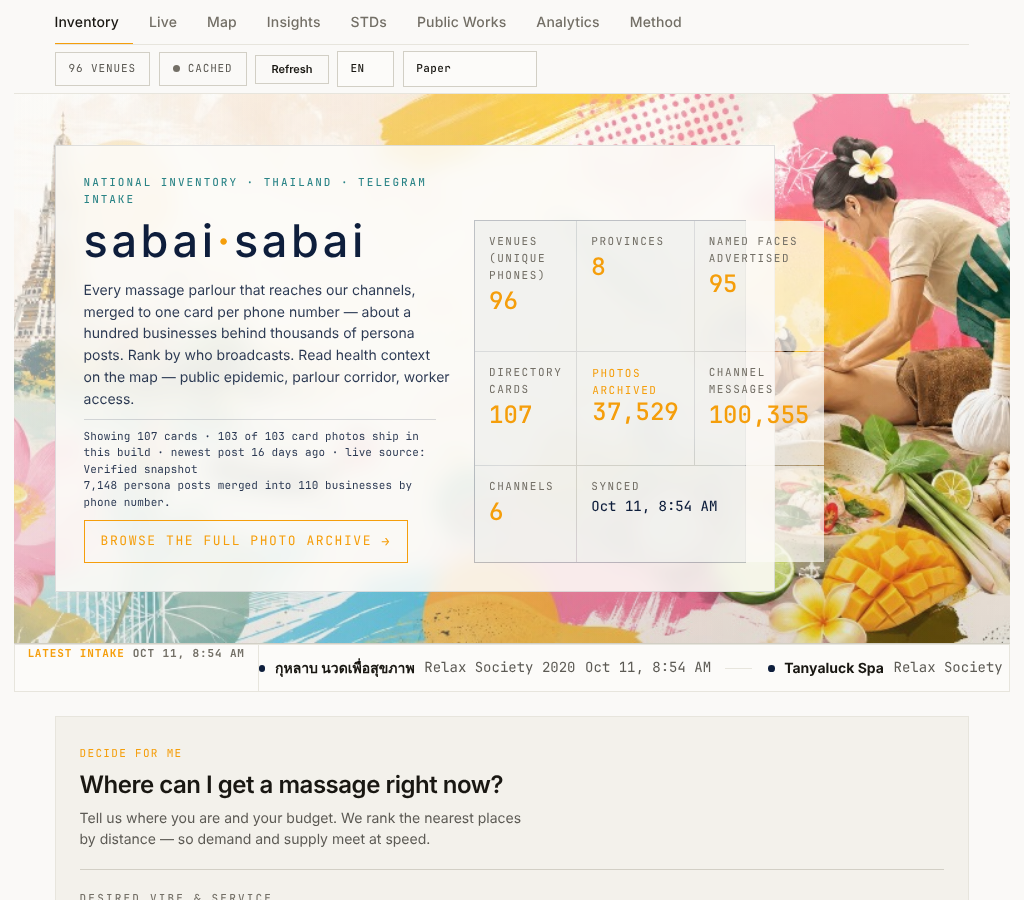 Inventory Live Map Insights STDs Public Works Analytics Method
96 VENUES CACHED Refresh EN Paper
NATIONAL INVENTORY · THAILAND · TELEGRAM
INTAKE
sabai·sabai
Every massage parlour that reaches our channels,
merged to one card per phone number — about a
hundred businesses behind thousands of persona
posts. Rank by who broadcasts. Read health context
on the map — public epidemic, parlour corridor, worker
access.
Showing 107 cards · 103 of 103 card photos ship in
this build · newest post 16 days ago · live source:
Verified snapshot
7,148 persona posts merged into 110 businesses by
phone number.
BROWSE THE FULL PHOTO ARCHIVE →
VENUES
(UNIQUE
PHONES)
96
PROVINCES
8
NAMED FACES
ADVERTISED
95
DIRECTORY
CARDS
107
PHOTOS
ARCHIVED
37,529
CHANNEL
MESSAGES
100,355
CHANNELS
6
SYNCED
Oct 11, 8:54 AM
LATEST INTAKE OCT 11, 8:54 AM
กุหลาบ นวดเพื่อสุขภาพ Relax Society 2020 Oct 11, 8:54 AM
Tanyaluck Spa Relax Society
DECIDE FOR ME
Where can I get a massage right now?
Tell us where you are and your budget. We rank the nearest places
by distance — so demand and supply meet at speed.
DESIRED VIBE & SERVICE